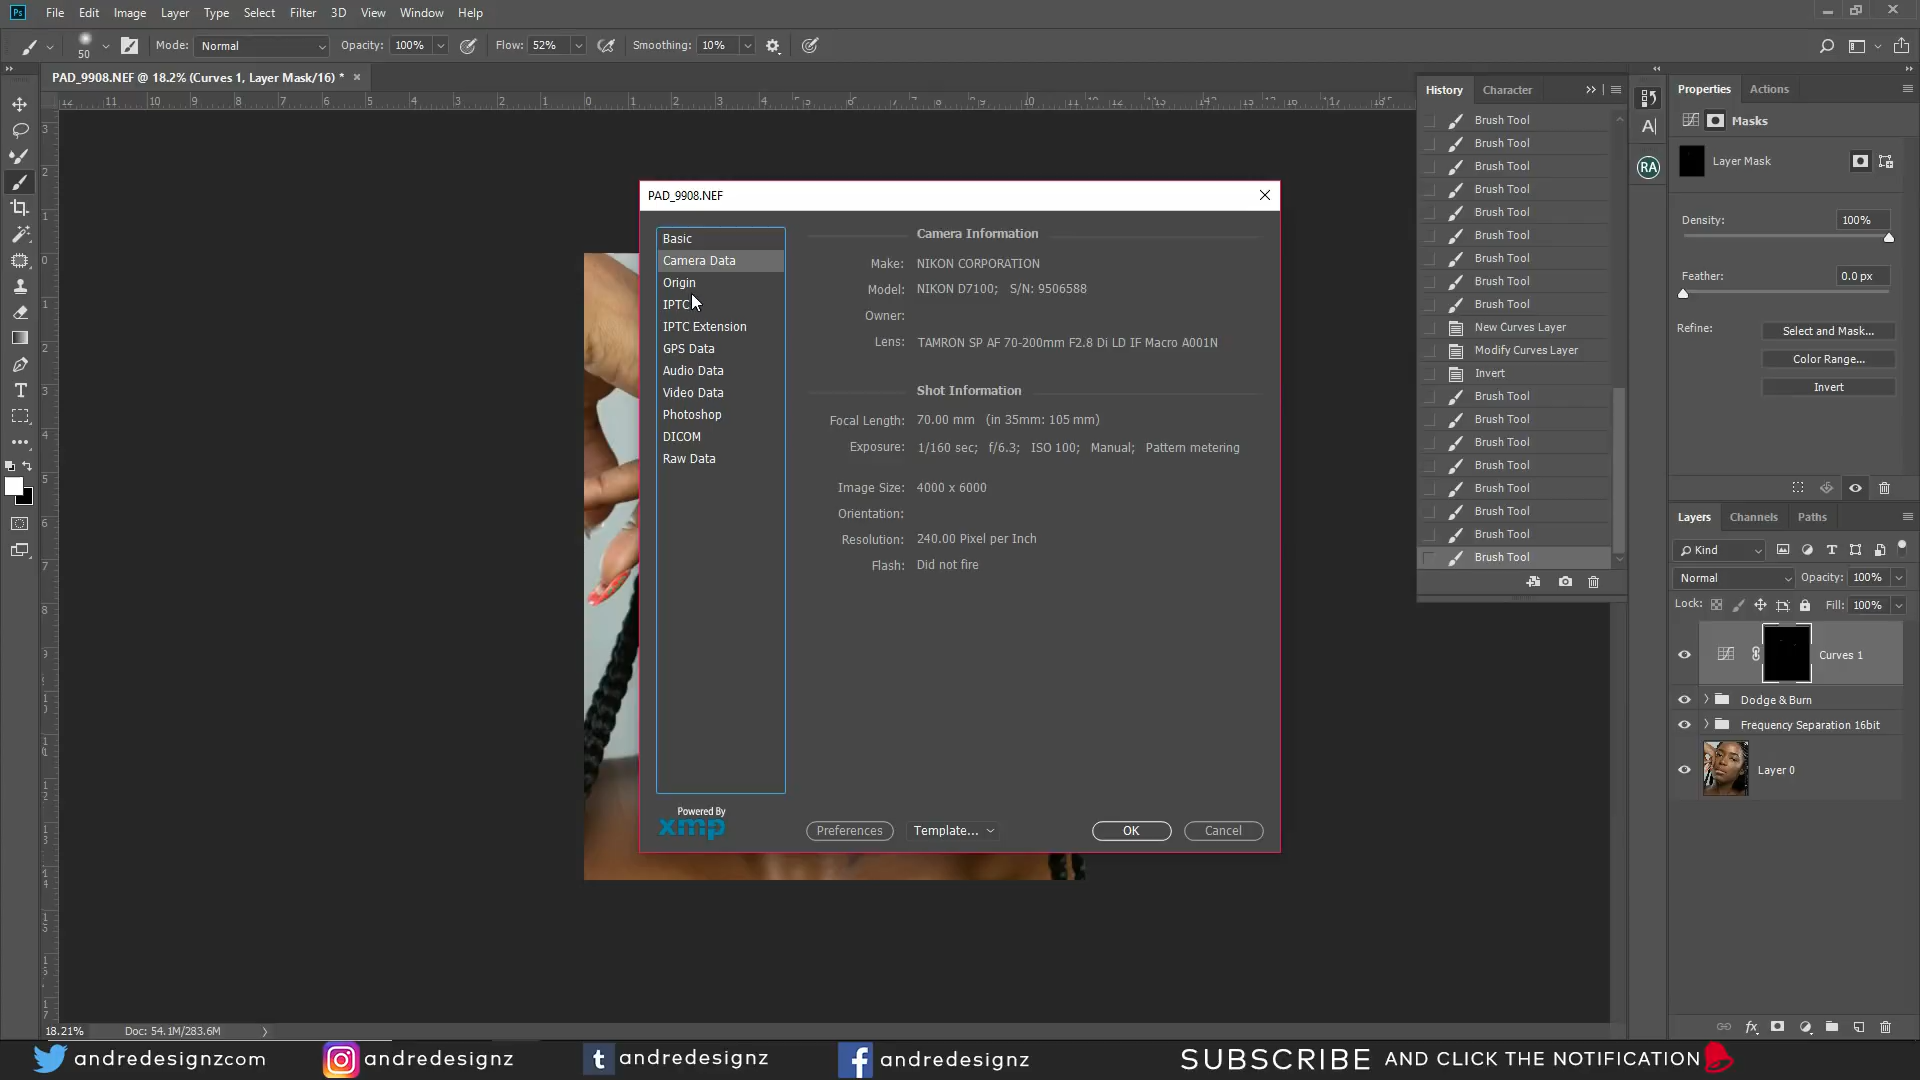 Ps File Edit Image Layer Type Select Filter 3D View Window Help
50 Mode: Normal Opacity: 100% Flow: 52% Smoothing: 10%
PAD_9908.NEF @ 18.2% (Curves 1, Layer Mask/16) *
PAD_9908.NEF
Basic
Camera Data
Origin
IPTC
IPTC Extension
GPS Data
Audio Data
Video Data
Photoshop
DICOM
Raw Data
Powered By
xmp
Camera Information
Make: NIKON CORPORATION
Model: NIKON D7100; S/N: 9506588
Owner:
Lens: TAMRON SP AF 70-200mm F2.8 Di LD IF Macro A001N
Shot Information
Focal Length: 70.00 mm (in 35mm: 105 mm)
Exposure: 1/160 sec; f/6.3; ISO 100; Manual; Pattern metering
Image Size: 4000 x 6000
Orientation:
Resolution: 240.00 Pixel per Inch
Flash: Did not fire
Preferences Template... OK Cancel
History Character
Brush Tool
Brush Tool
Brush Tool
Brush Tool
Brush Tool
Brush Tool
Brush Tool
Brush Tool
Brush Tool
New Curves Layer
Modify Curves Layer
Invert
Brush Tool
Brush Tool
Brush Tool
Brush Tool
Brush Tool
Brush Tool
Brush Tool
Brush Tool
A|
RA
Properties Actions
Masks
Layer Mask
Density: 100%
Feather: 0.0 px
Refine: Select and Mask...
Color Range...
Invert
Layers Channels Paths
Kind
Normal Opacity: 100%
Lock: Fill: 100%
Curves 1
Dodge & Burn
Frequency Separation 16bit
Layer 0
18.21% Doc: 54.1M/283.6M
andredesignzcom andredesignz andredesignz andredesignz SUBSCRIBE AND CLICK THE NOTIFICATION